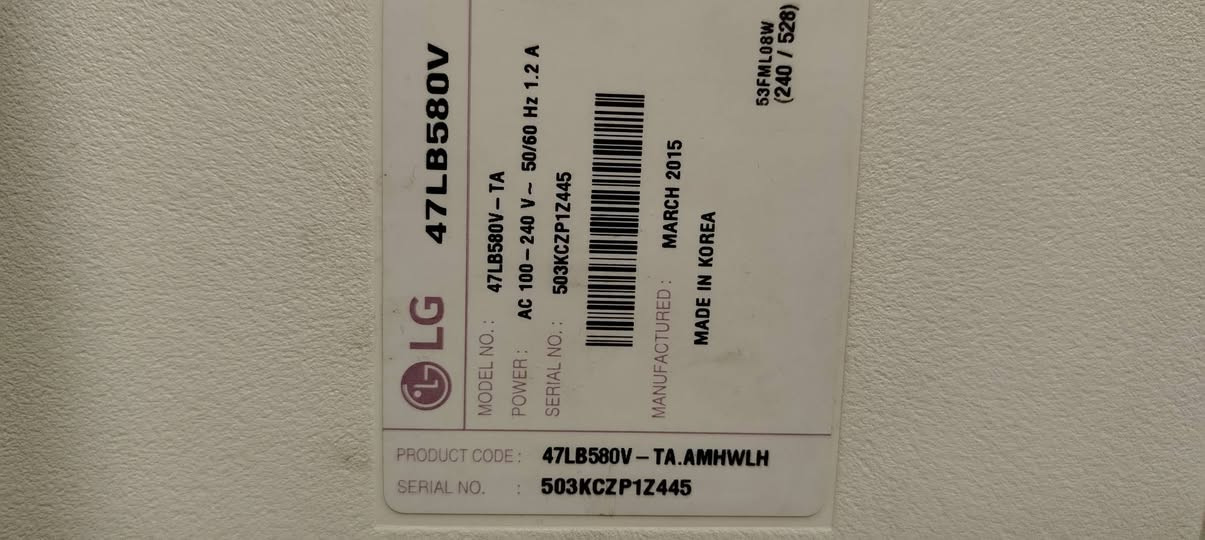 LG 47LB580V
MODEL NO. : 47LB580V-TA
POWER : AC 100-240 V~ 50/60 Hz 1.2 A
SERIAL NO. : 503KCZP1Z445
MANUFACTURED : MARCH 2015
MADE IN KOREA
53FML08W
(240 / 528)
PRODUCT CODE : 47LB580V-TA.AMHWLH
SERIAL NO. : 503KCZP1Z445